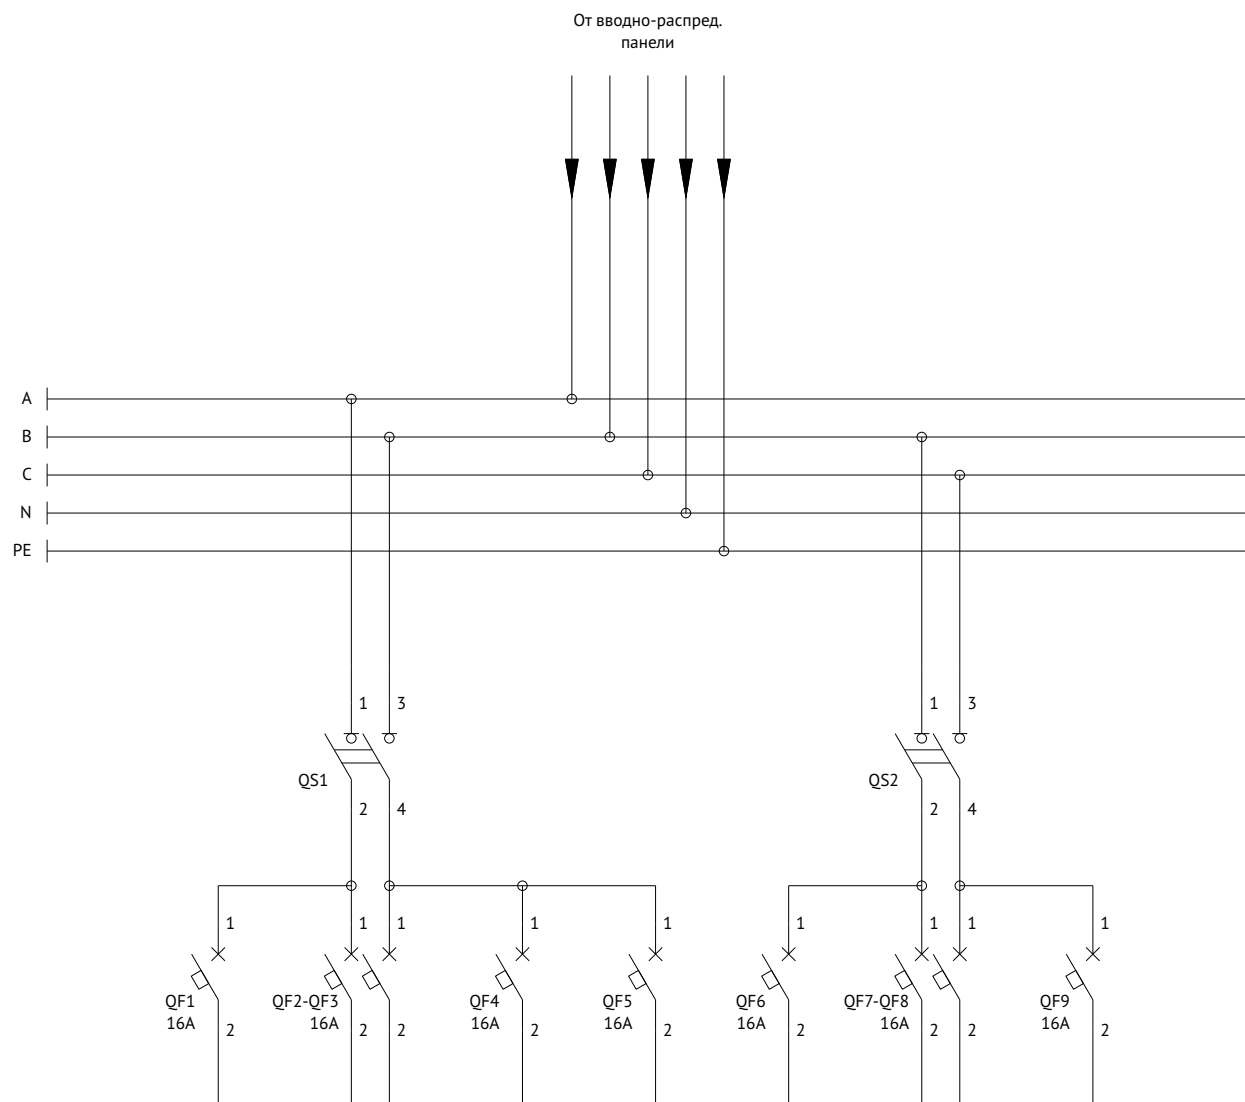 От вводно-распред.
панели
A
B
C
N
PE
1 3 1 3
QS1 QS2
2 4 2 4
1 1 1 1 1 1 1 1 1
QF1 QF2-QF3 QF4 QF5 QF6 QF7-QF8 QF9
16A 16A 16A 16A 16A 16A 16A
2 2 2 2 2 2 2 2 2